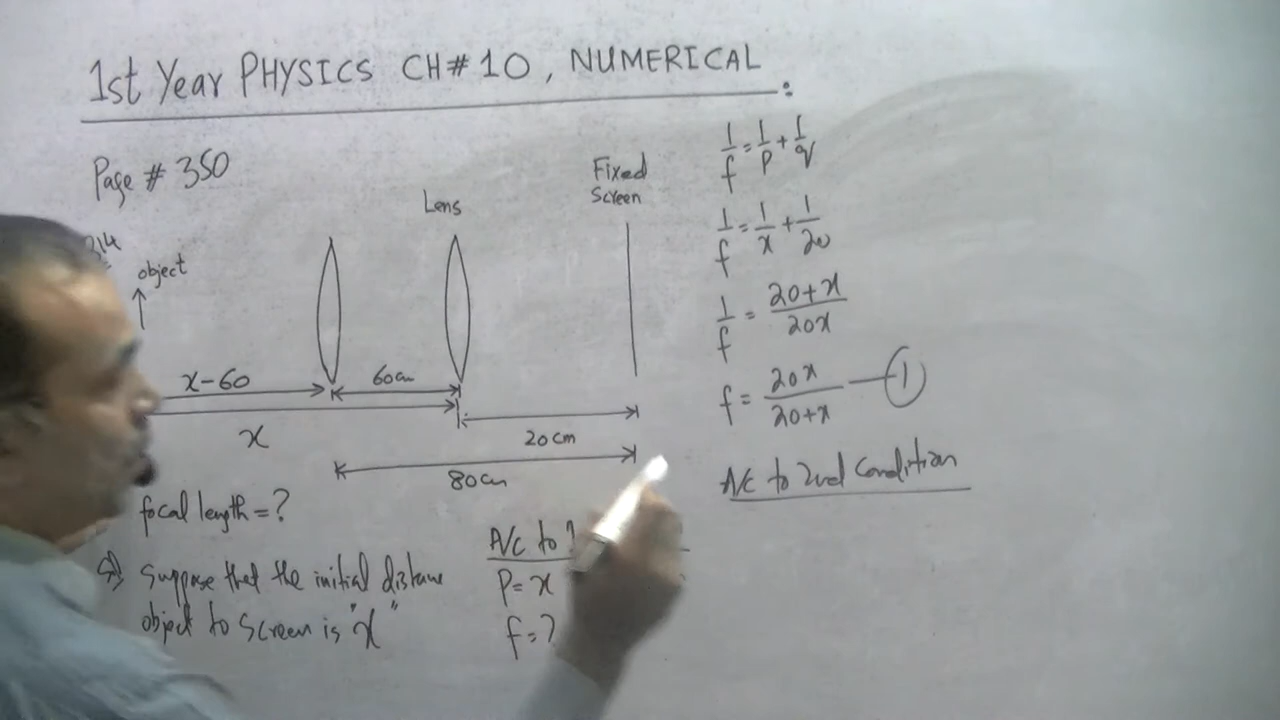 1st Year PHYSICS CH# 10, NUMERICAL :
Page # 350
object
Lens
Fixed
Screen
x-60
60cm
x
20cm
80cm
focal length = ?
Suppose that the initial distance
object to Screen is "x"
A/C to
P = x
f = ?
1/f = 1/p + 1/q
1/f = 1/x + 1/20
1/f = 20+x/20x
f = 20x/20+x — 1
A/C to 2nd Condition